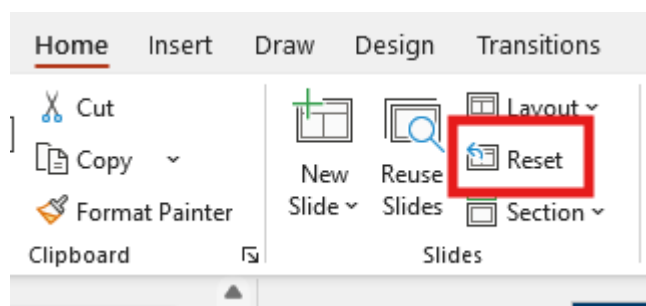 Home Insert Draw Design Transitions
Cut
Copy
Format Painter
Clipboard
New Slide
Reuse Slides
Layout
Reset
Section
Slides